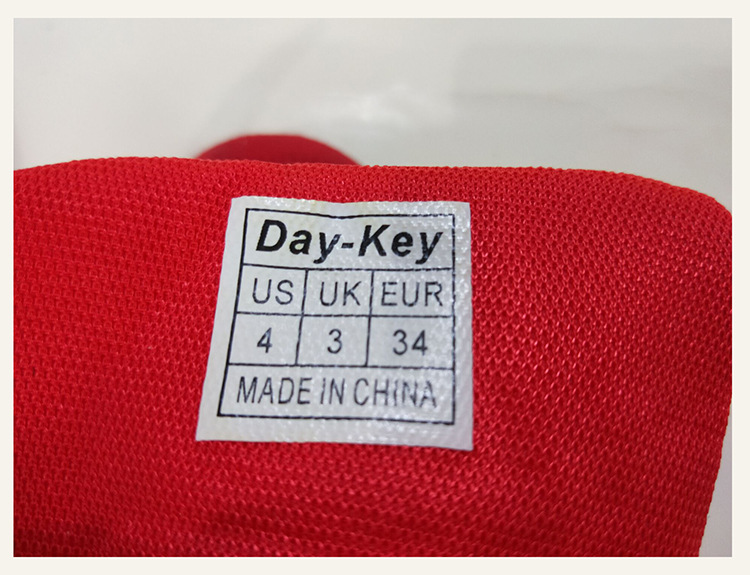 Day-Key
US UK EUR
4 3 34
MADE IN CHINA